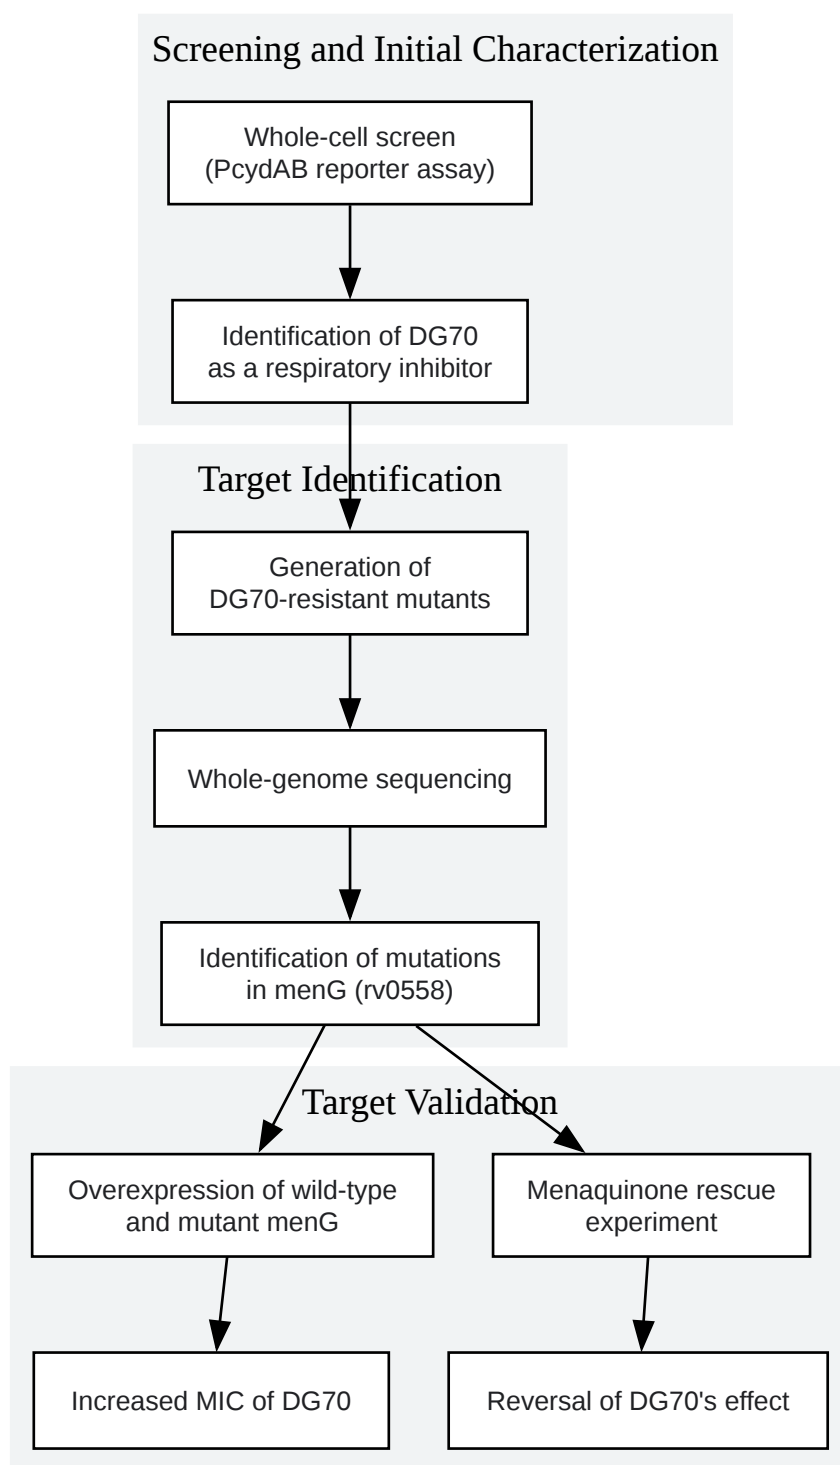 Screening and Initial Characterization
Whole-cell screen
(PcydAB reporter assay)
Identification of DG70
as a respiratory inhibitor
Target Identification
Generation of
DG70-resistant mutants
Whole-genome sequencing
Identification of mutations
in menG (rv0558)
Target Validation
Overexpression of wild-type
and mutant menG
Menaquinone rescue
experiment
Increased MIC of DG70
Reversal of DG70's effect